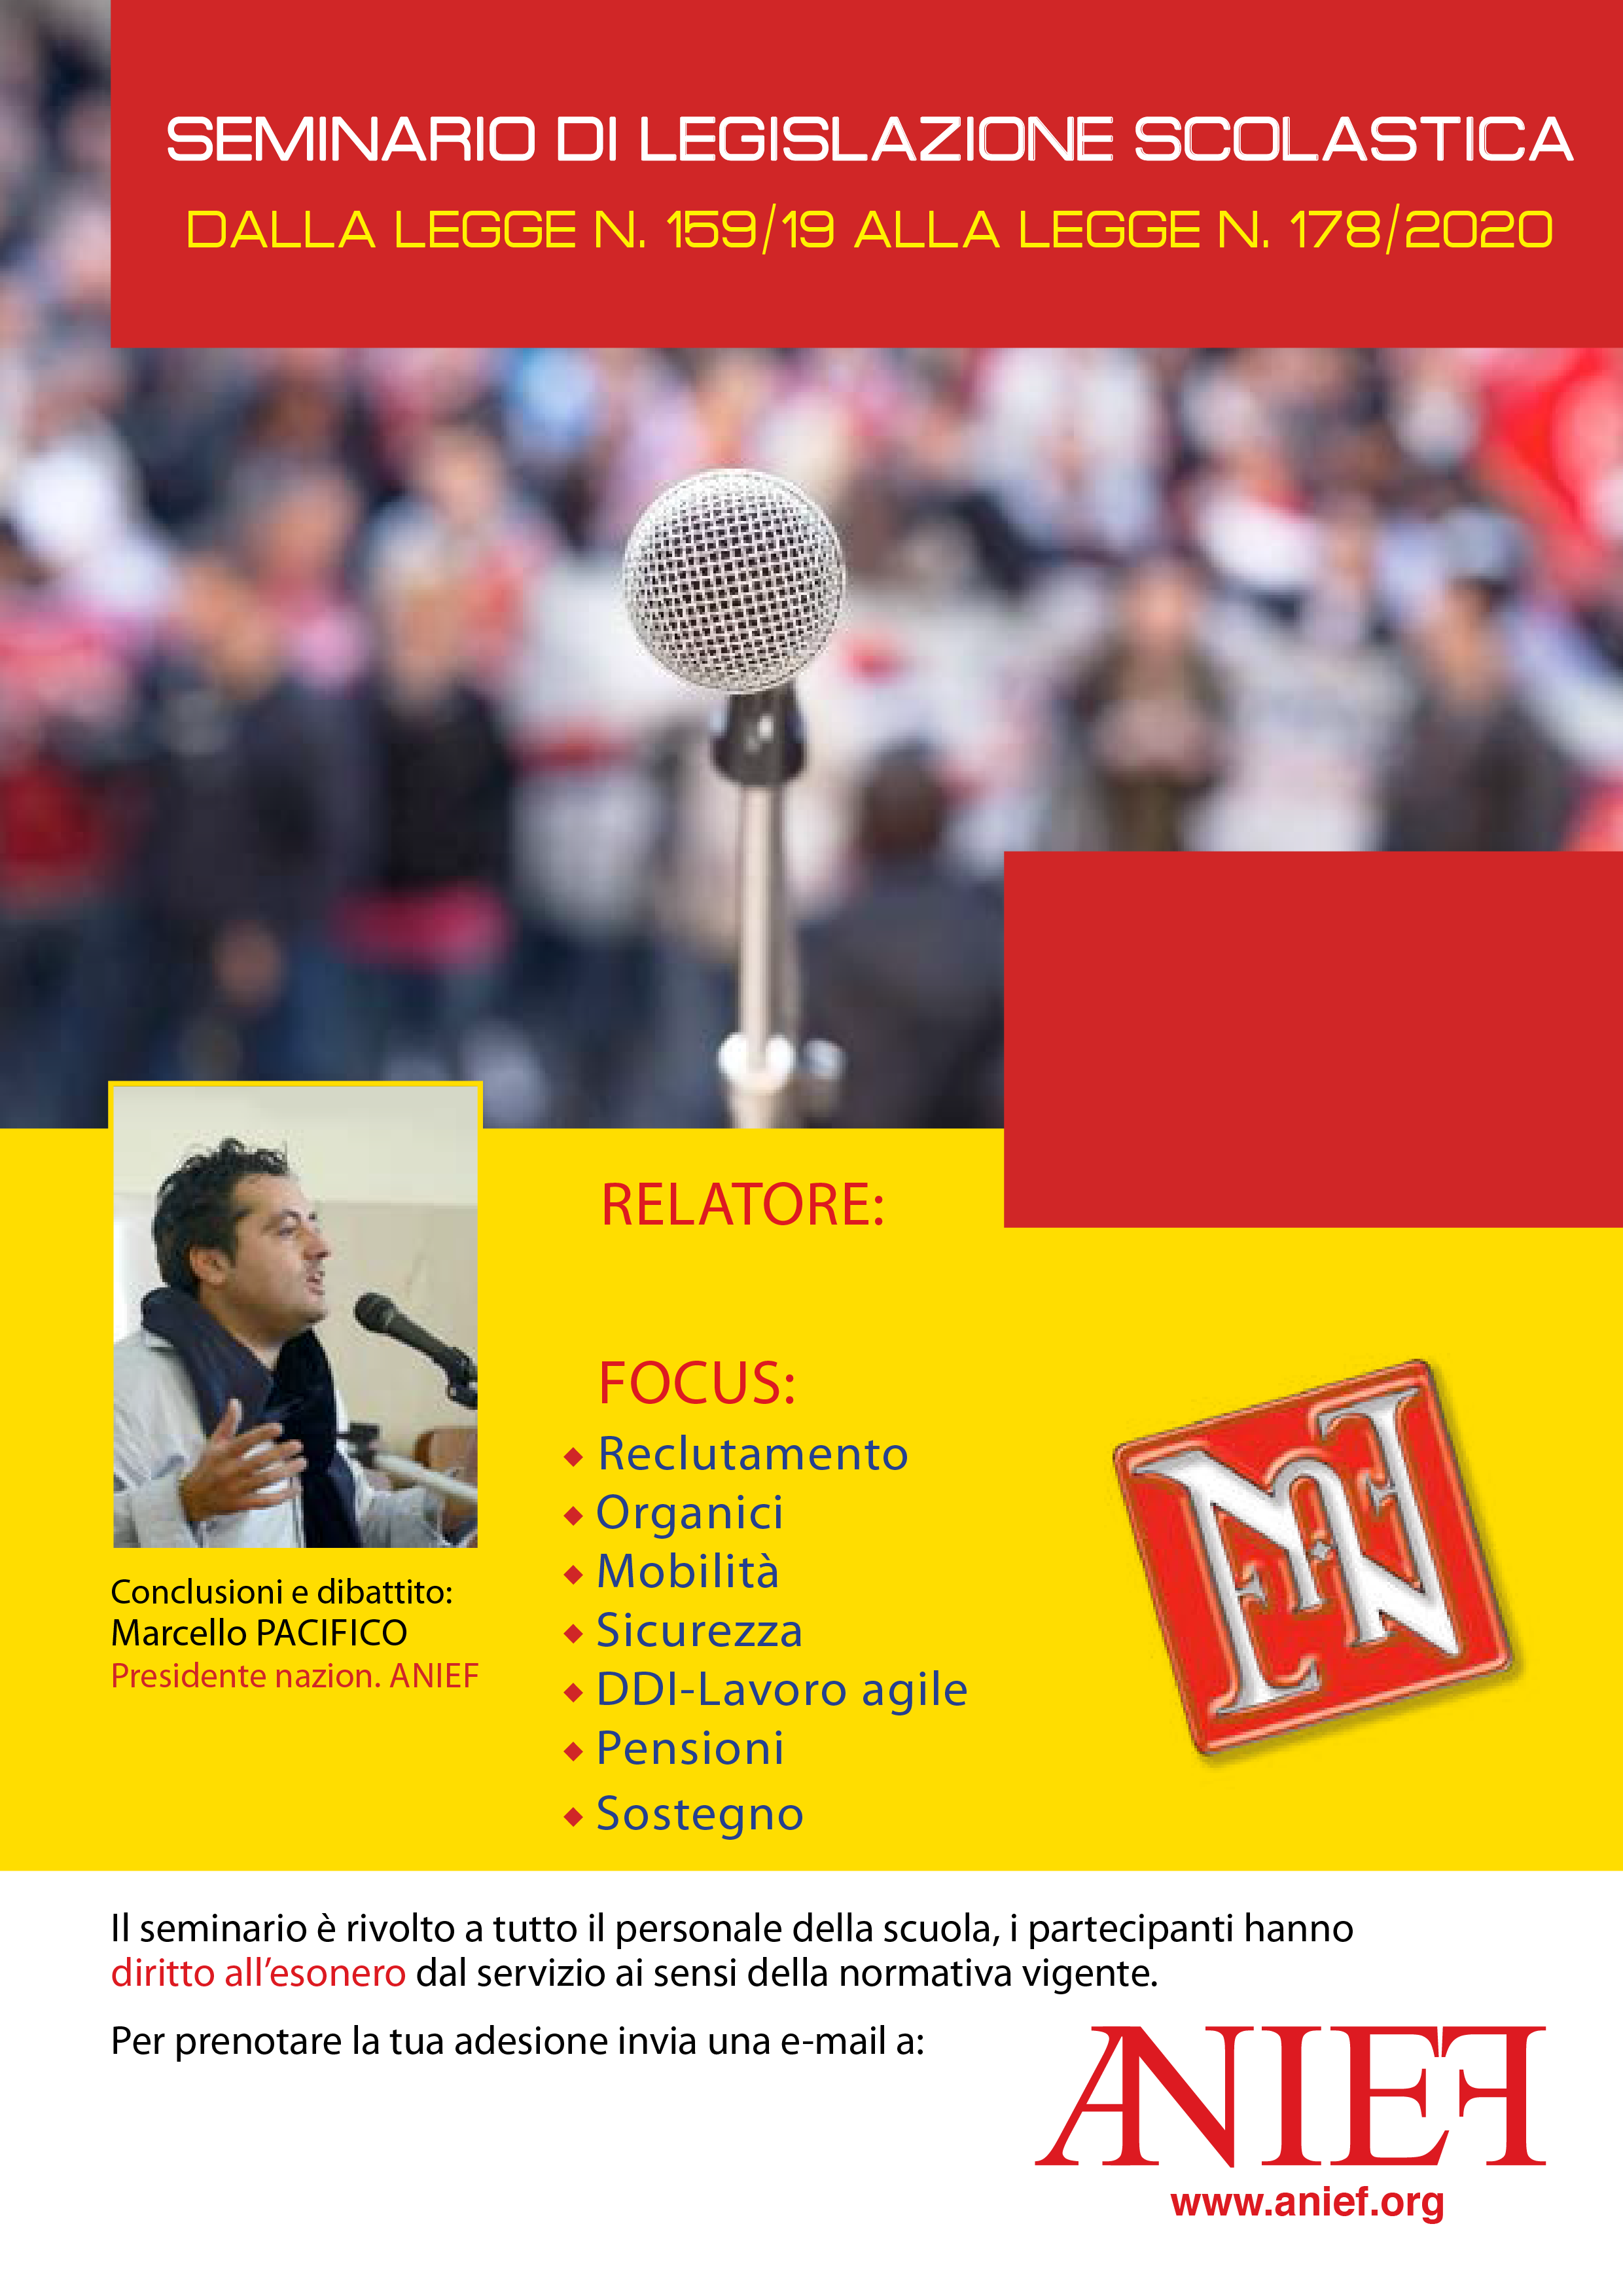 SEMINARIO DI LEGISLAZIONE SCOLASTICA
DALLA LEGGE N. 159/19 ALLA LEGGE N. 178/2020
RELATORE:
FOCUS:
◆ Reclutamento
◆ Organici
◆ Mobilità
◆ Sicurezza
◆ DDI-Lavoro agile
◆ Pensioni
◆ Sostegno
Conclusioni e dibattito:
Marcello PACIFICO
Presidente nazion. ANIEF
Il seminario è rivolto a tutto il personale della scuola, i partecipanti hanno
diritto all’esonero dal servizio ai sensi della normativa vigente.
Per prenotare la tua adesione invia una e-mail a:
ANIEF
www.anief.org